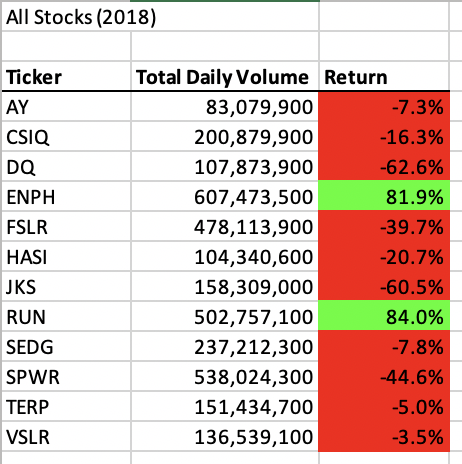 All Stocks (2018)
Ticker Total Daily Volume Return
AY 83,079,900 -7.3%
CSIQ 200,879,900 -16.3%
DQ 107,873,900 -62.6%
ENPH 607,473,500 81.9%
FSLR 478,113,900 -39.7%
HASI 104,340,600 -20.7%
JKS 158,309,000 -60.5%
RUN 502,757,100 84.0%
SEDG 237,212,300 -7.8%
SPWR 538,024,300 -44.6%
TERP 151,434,700 -5.0%
VSLR 136,539,100 -3.5%